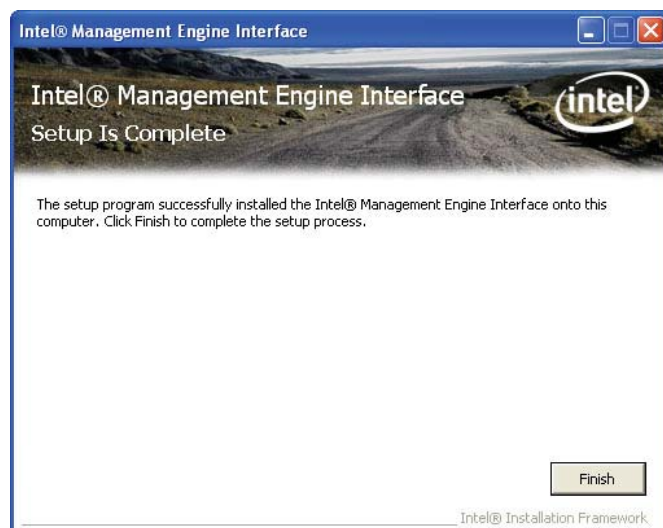 Intel® Management Engine Interface
Intel® Management Engine Interface
intel
Setup Is Complete
The setup program successfully installed the Intel® Management Engine Interface onto this
computer. Click Finish to complete the setup process.
Finish
Intel® Installation Framework